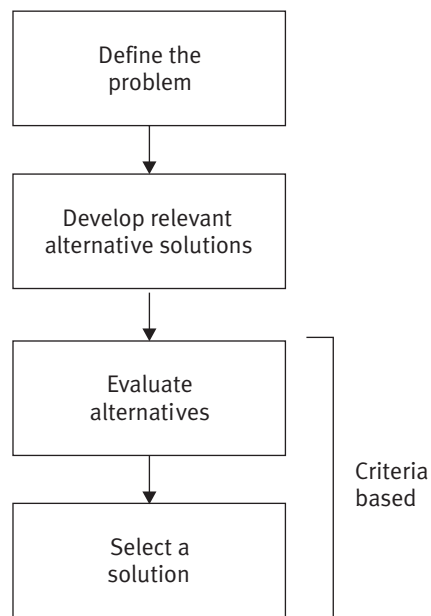 Define the
problem
Develop relevant
alternative solutions
Evaluate
alternatives
Criteria
based
Select a
solution